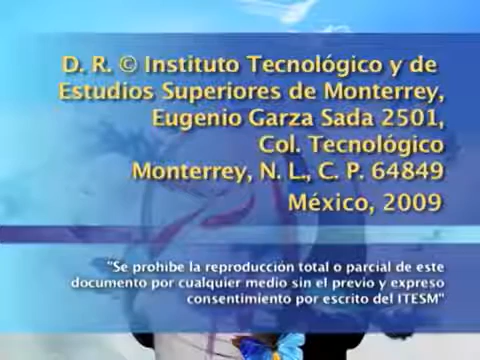 D. R. © Instituto Tecnológico y de
Estudios Superiores de Monterrey,
Eugenio Garza Sada 2501,
Col. Tecnológico
Monterrey, N. L., C. P. 64849
México, 2009
"Se prohibe la reproducción total o parcial de este
documento por cualquier medio sin el previo y expreso
consentimiento por escrito del ITESM"